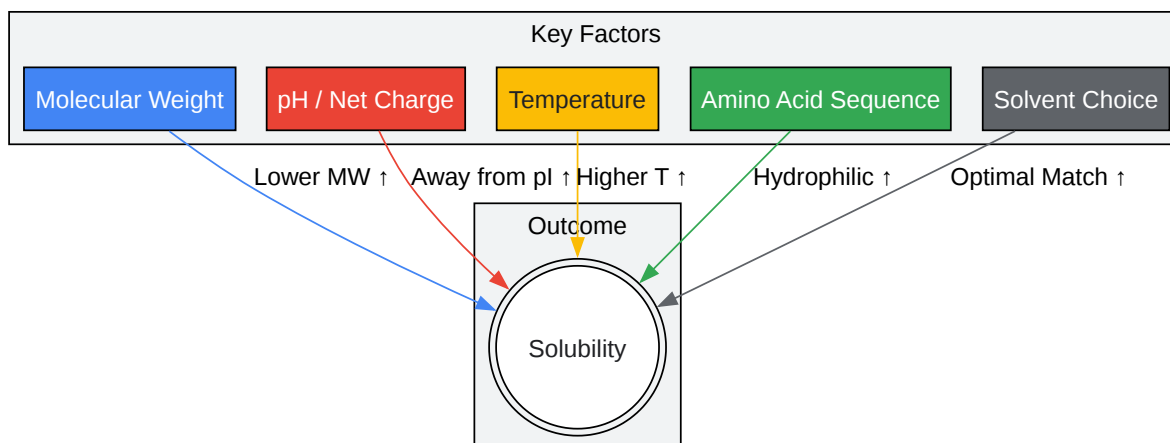 Key Factors
Molecular Weight
pH / Net Charge
Temperature
Amino Acid Sequence
Solvent Choice
Lower MW ↑
Away from pI ↑
Higher T ↑
Hydrophilic ↑
Optimal Match ↑
Outcome
Solubility